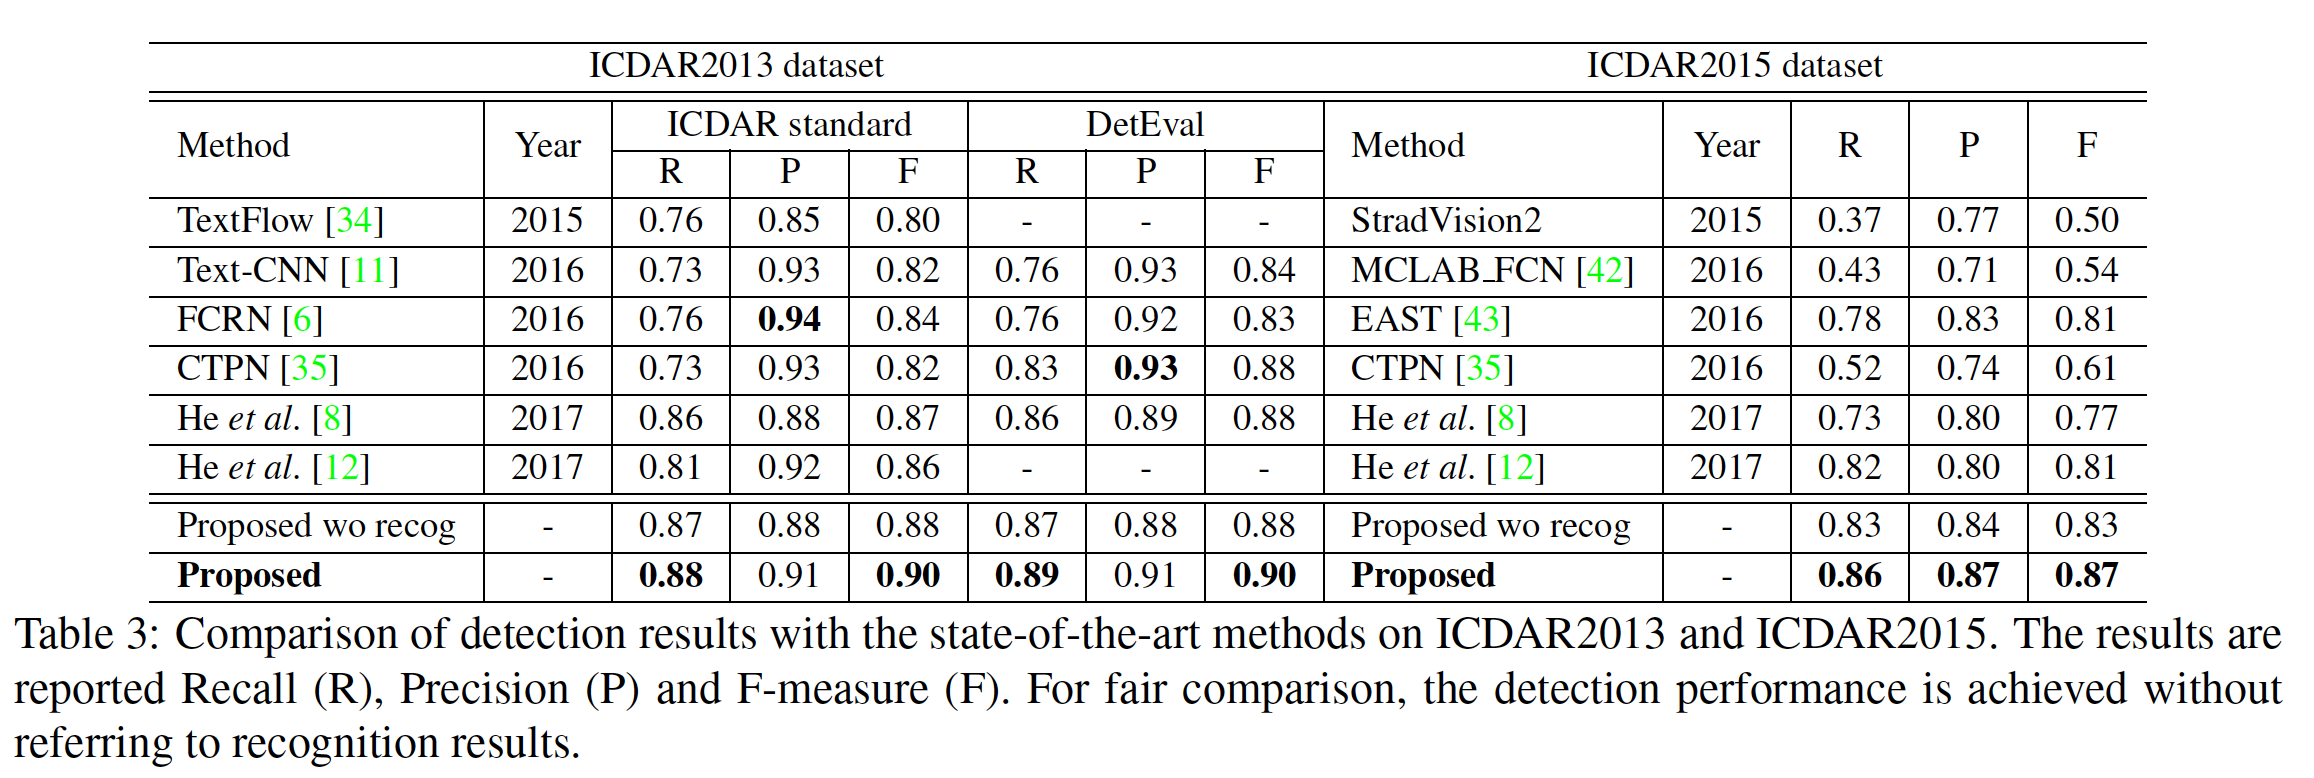 ICDAR2013 dataset ICDAR2015 dataset
Method Year ICDAR standard DetEval Method Year R P F
R P F R P F
TextFlow [34] 2015 0.76 0.85 0.80 - - - StradVision2 2015 0.37 0.77 0.50
Text-CNN [11] 2016 0.73 0.93 0.82 0.76 0.93 0.84 MCLAB_FCN [42] 2016 0.43 0.71 0.54
FCRN [6] 2016 0.76 0.94 0.84 0.76 0.92 0.83 EAST [43] 2016 0.78 0.83 0.81
CTPN [35] 2016 0.73 0.93 0.82 0.83 0.93 0.88 CTPN [35] 2016 0.52 0.74 0.61
He et al. [8] 2017 0.86 0.88 0.87 0.86 0.89 0.88 He et al. [8] 2017 0.73 0.80 0.77
He et al. [12] 2017 0.81 0.92 0.86 - - - He et al. [12] 2017 0.82 0.80 0.81
Proposed wo recog - 0.87 0.88 0.88 0.87 0.88 0.88 Proposed wo recog - 0.83 0.84 0.83
Proposed - 0.88 0.91 0.90 0.89 0.91 0.90 Proposed - 0.86 0.87 0.87
Table 3: Comparison of detection results with the state-of-the-art methods on ICDAR2013 and ICDAR2015. The results are
reported Recall (R), Precision (P) and F-measure (F). For fair comparison, the detection performance is achieved without
referring to recognition results.